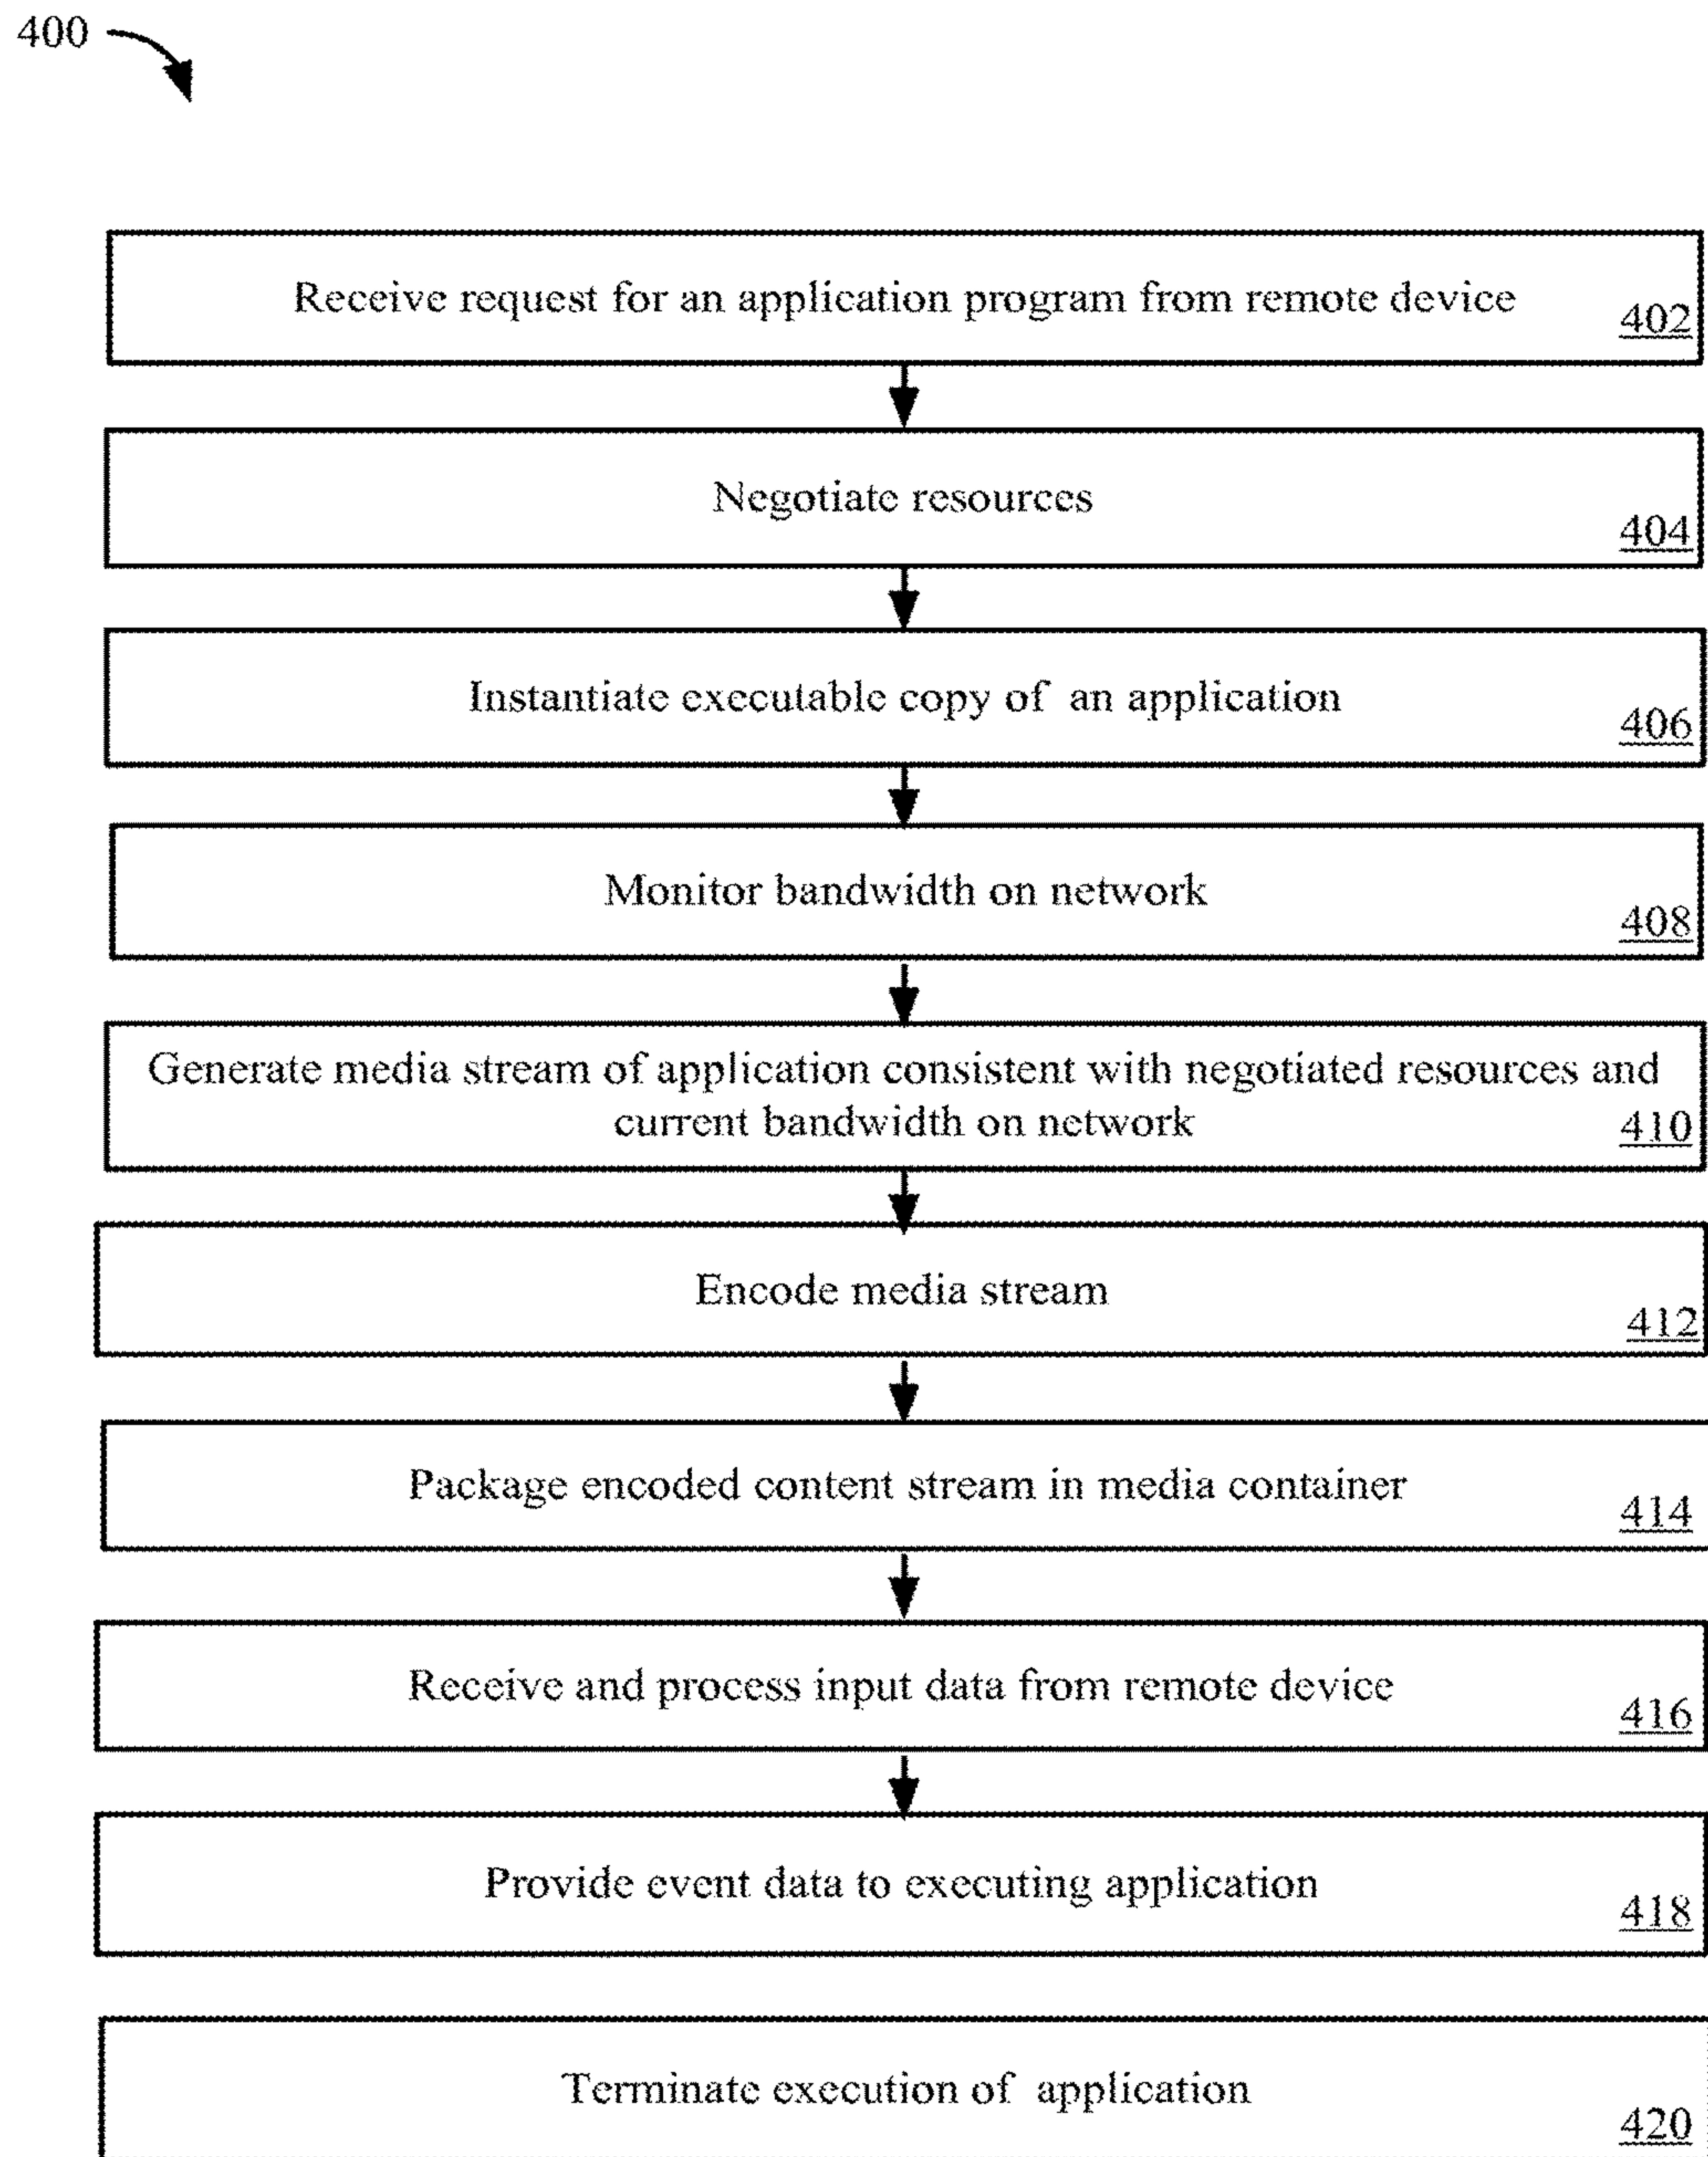 400
Receive request for an application program from remote device
402
Negotiate resources
404
Instantiate executable copy of an application
406
Monitor bandwidth on network
408
Generate media stream of application consistent with negotiated resources and
current bandwidth on network
410
Encode media stream
412
Package encoded content stream in media container
414
Receive and process input data from remote device
416
Provide event data to executing application
418
Terminate execution of application
420